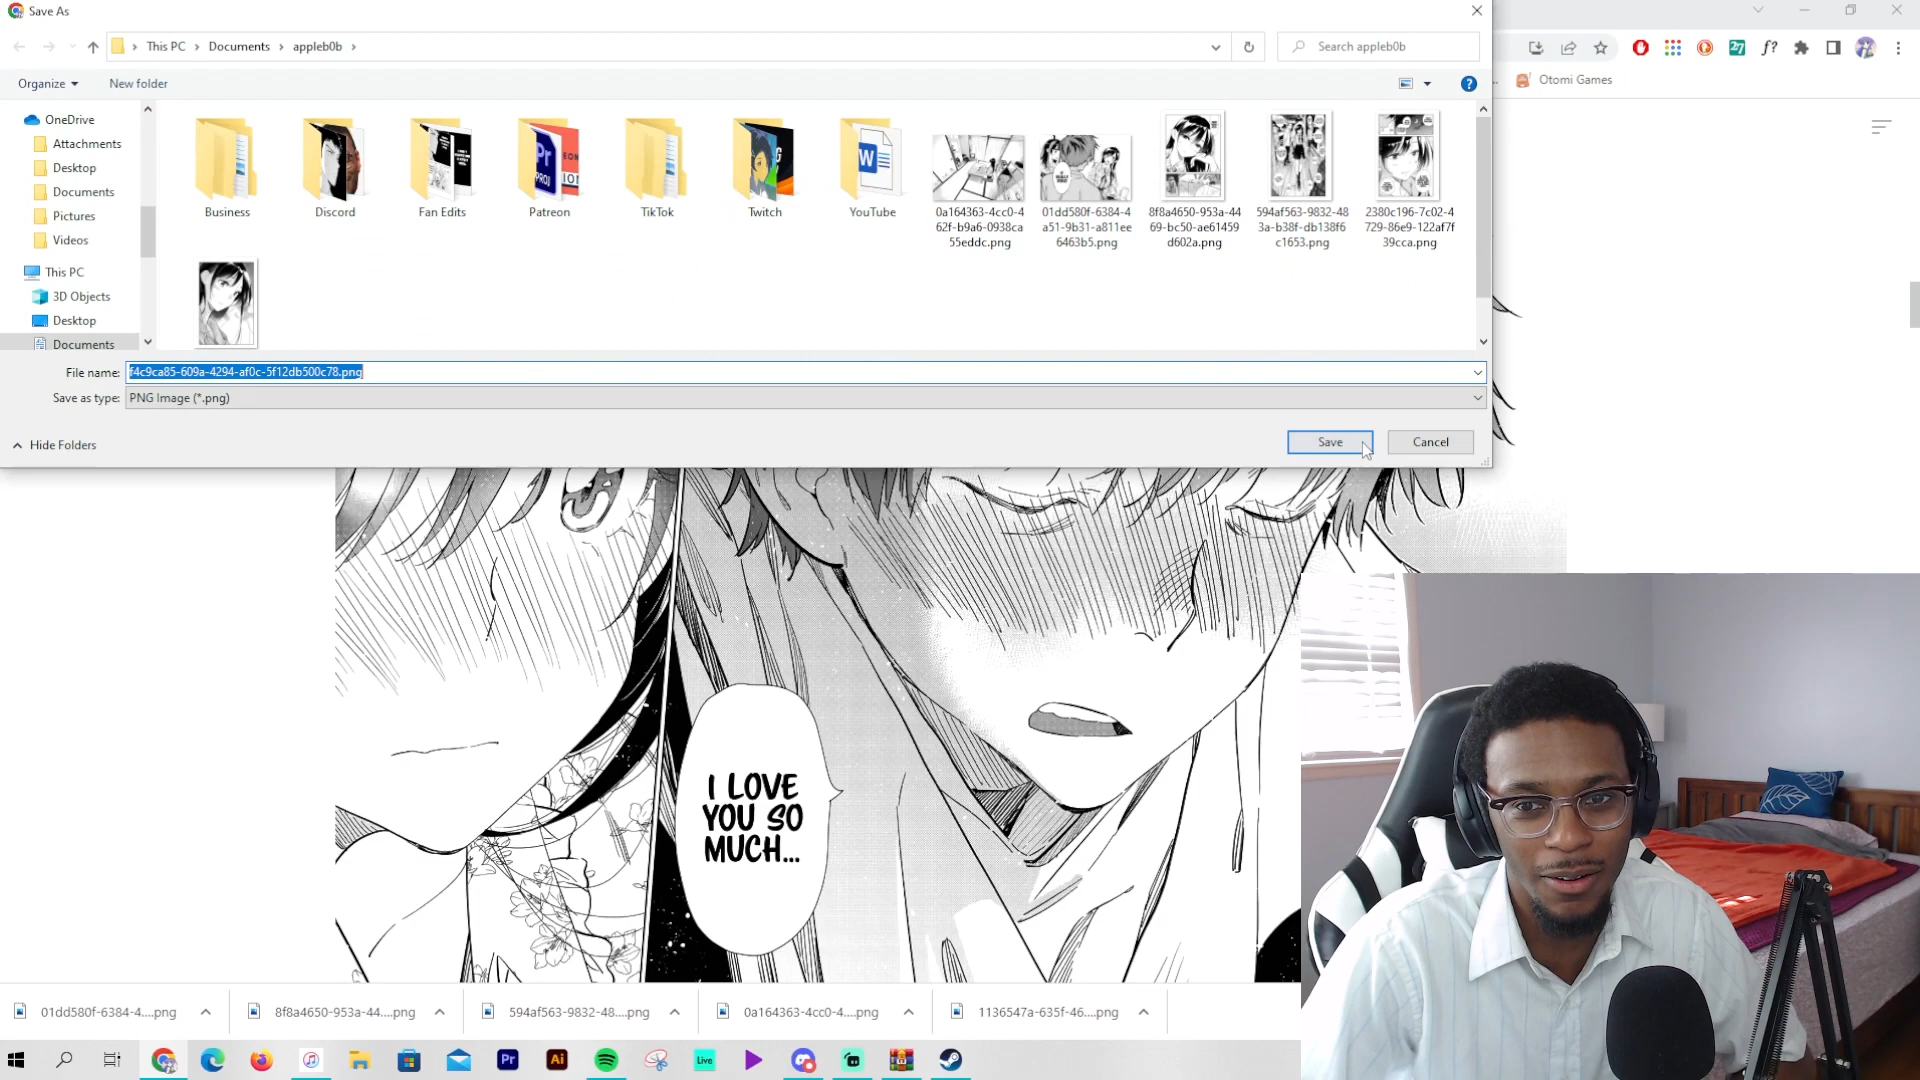 Save As
This PC
Documents
appleb0b
Search appleb0b
Organize
New folder
Otomi Games
OneDrive
Attachments
Desktop
Documents
Pictures
Videos
This PC
3D Objects
Desktop
Documents
Business
Discord
Fan Edits
Patreon
TikTok
Twitch
YouTube
0a164363-4cc0-4
62f-b9a6-0938ca
55eddc.png
01dd580f-6384-4
a51-9b31-a811ee
6463b5.png
8f8a4650-953a-44
69-bc50-ae61459
d602a.png
594af563-9832-48
3a-b38f-db138f6
c1653.png
2380c196-7c02-4
729-86e9-122af7f
39cca.png
File name:
f4c9ca85-609a-4294-af0c-5f12db500c78.png
Save as type:
PNG Image (*.png)
Hide Folders
Save
Cancel
I LOVE
YOU SO
MUCH...
01dd580f-6384-4....png
8f8a4650-953a-44....png
594af563-9832-48....png
0a164363-4cc0-4....png
1136547a-635f-46....png
Pr
Ai
Live